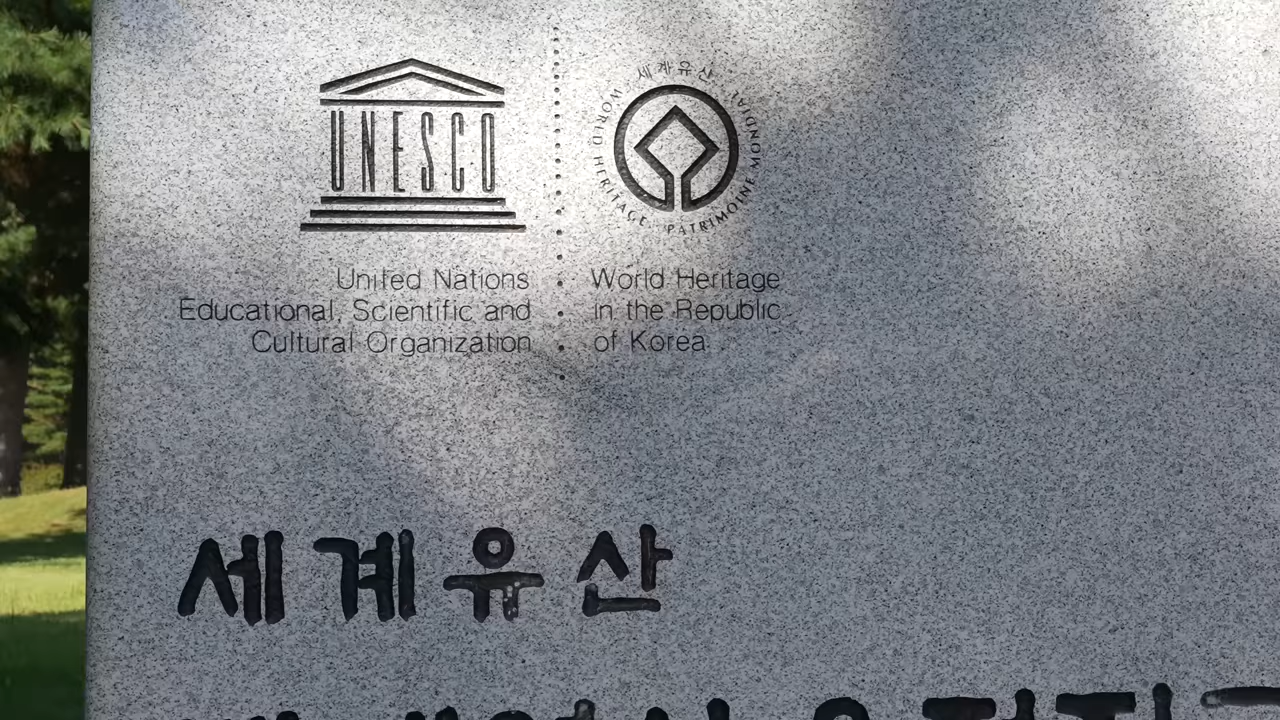 UNESCO
United Nations
Educational, Scientific and
Cultural Organization
세계유산
WORLD HERITAGE
PATRIMOINE MONDIAL
World Heritage
in the Republic
of Korea
세계유산